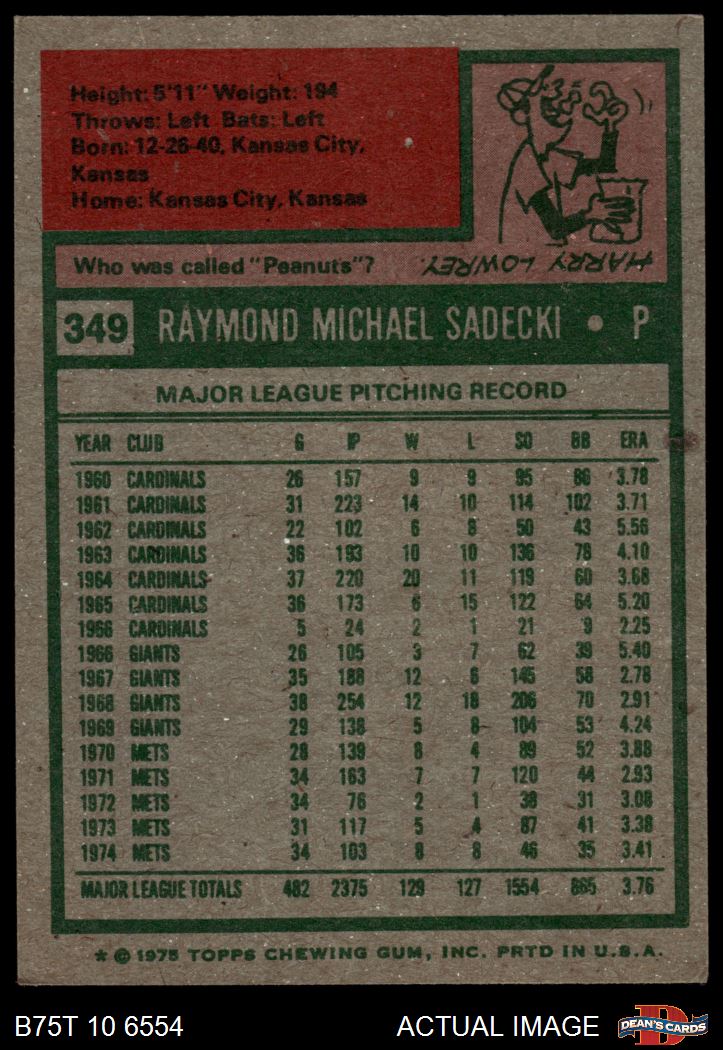 Height: 5'11" Weight: 194
Throws: Left Bats: Left
Born: 12-26-40, Kansas City,
Kansas
Home: Kansas City, Kansas
Who was called "Peanuts"?
HARRY LOWREY.
349 RAYMOND MICHAEL SADECKI • P
MAJOR LEAGUE PITCHING RECORD
YEAR CLUB G IP W L SO BB ERA
1960 CARDINALS 26 157 9 9 95 86 3.78
1961 CARDINALS 31 223 14 10 114 102 3.71
1962 CARDINALS 22 102 6 8 50 43 5.56
1963 CARDINALS 36 193 10 10 136 78 4.10
1964 CARDINALS 37 220 20 11 119 60 3.68
1965 CARDINALS 36 173 6 15 122 64 5.20
1966 CARDINALS 5 24 2 1 21 9 2.25
1966 GIANTS 26 105 3 7 62 39 5.40
1967 GIANTS 35 188 12 6 145 58 2.78
1968 GIANTS 38 254 12 18 206 70 2.91
1969 GIANTS 29 138 5 8 104 53 4.24
1970 METS 28 139 8 4 89 52 3.88
1971 METS 34 163 7 7 120 44 2.93
1972 METS 34 76 2 1 38 31 3.08
1973 METS 31 117 5 4 87 41 3.38
1974 METS 34 103 8 8 46 35 3.41
MAJOR LEAGUE TOTALS 482 2375 129 127 1554 865 3.76
* © 1975 TOPPS CHEWING GUM, INC. PRTD IN U.S.A.
B75T 10 6554 ACTUAL IMAGE DEAN'S CARDS